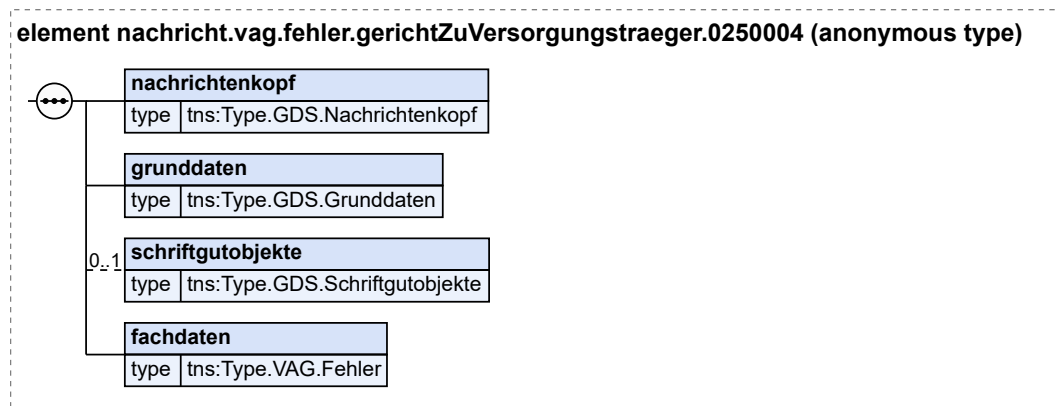 element nachricht.vag.fehler.gerichtZuVersorgungstraeger.0250004 (anonymous type)
nachrichtenkopf
type tns:Type.GDS.Nachrichtenkopf
grunddaten
type tns:Type.GDS.Grunddaten
0..1 schriftgutobjekte
type tns:Type.GDS.Schriftgutobjekte
fachdaten
type tns:Type.VAG.Fehler